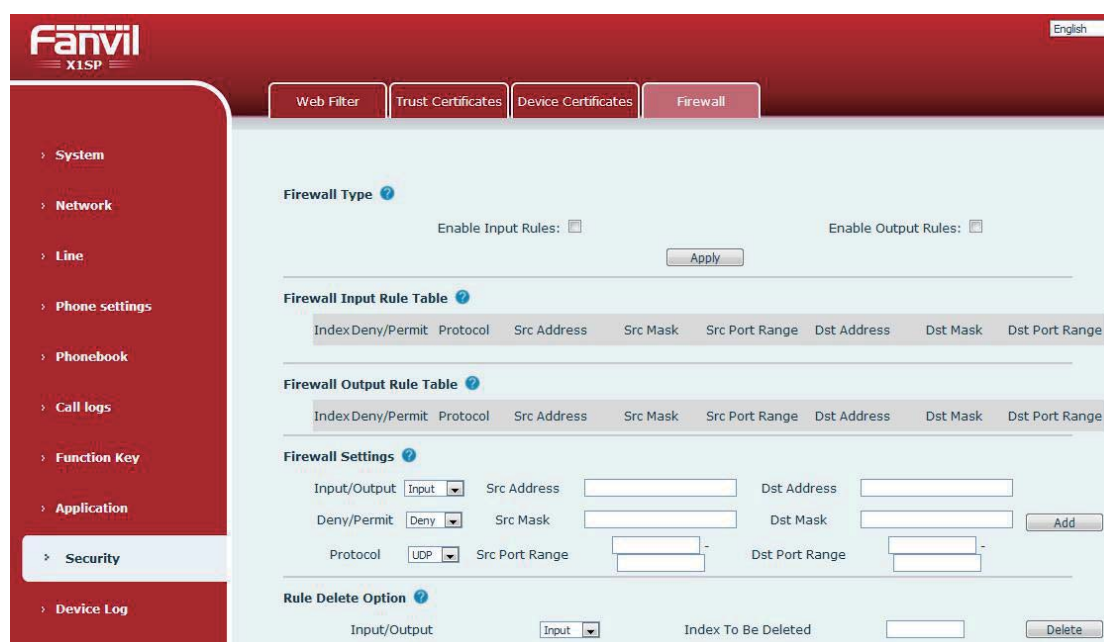 Fanvil
X1SP
English
Web Filter Trust Certificates Device Certificates Firewall
System
Network
Line
Phone settings
Phonebook
Call logs
Function Key
Application
Security
Device Log
Firewall Type ?
Enable Input Rules: Enable Output Rules:
Apply
Firewall Input Rule Table ?
Index Deny/Permit Protocol Src Address Src Mask Src Port Range Dst Address Dst Mask Dst Port Range
Firewall Output Rule Table ?
Index Deny/Permit Protocol Src Address Src Mask Src Port Range Dst Address Dst Mask Dst Port Range
Firewall Settings ?
Input/Output Input Src Address Dst Address
Deny/Permit Deny Src Mask Dst Mask Add
Protocol UDP Src Port Range - Dst Port Range -
Rule Delete Option ?
Input/Output Input Index To Be Deleted Delete